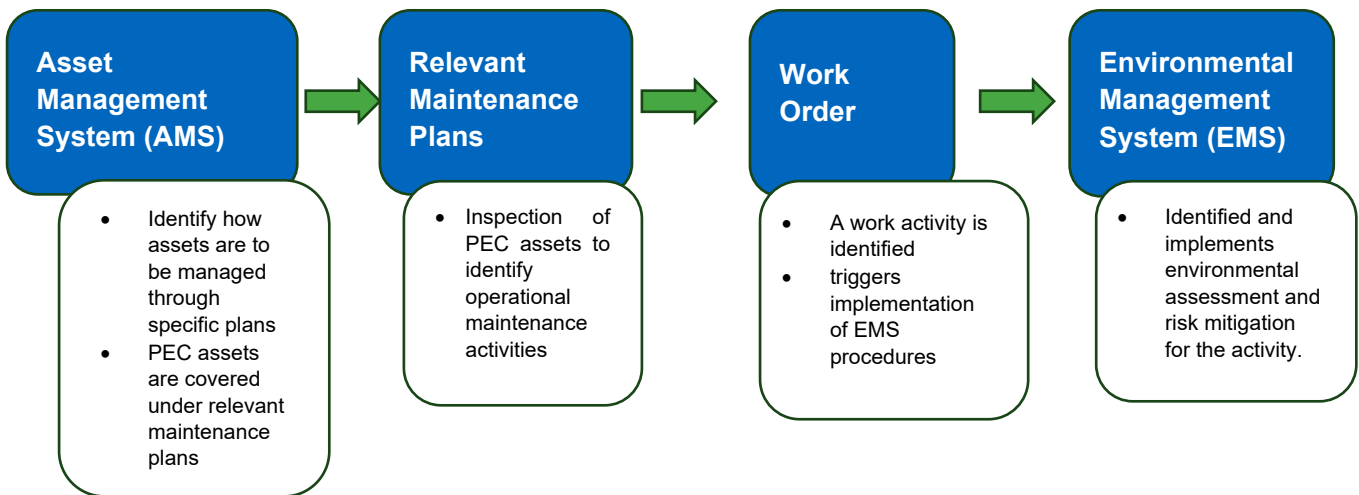 Asset
Management
System (AMS)
• Identify how
assets are to
be managed
through
specific plans
• PEC assets
are covered
under relevant
maintenance
plans
Relevant
Maintenance
Plans
• Inspection of
PEC assets to
identify
operational
maintenance
activities
Work
Order
• A work activity is
identified
• triggers
implementation
of EMS
procedures
Environmental
Management
System (EMS)
• Identified and
implements
environmental
assessment and
risk mitigation
for the activity.